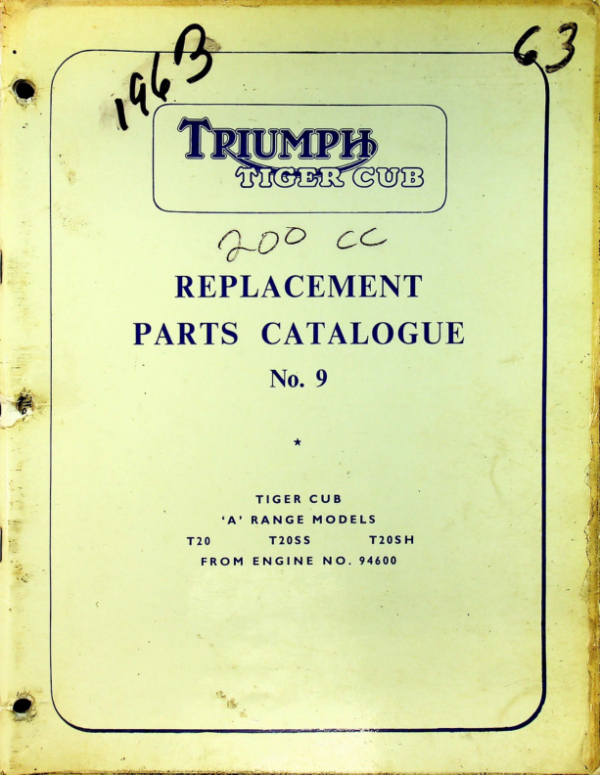 1963
63
TRIUMPH
TIGER CUB
200 CC
REPLACEMENT
PARTS CATALOGUE
No. 9
★
TIGER CUB
‘A’ RANGE MODELS
T20 T20SS T20SH
FROM ENGINE NO. 94600